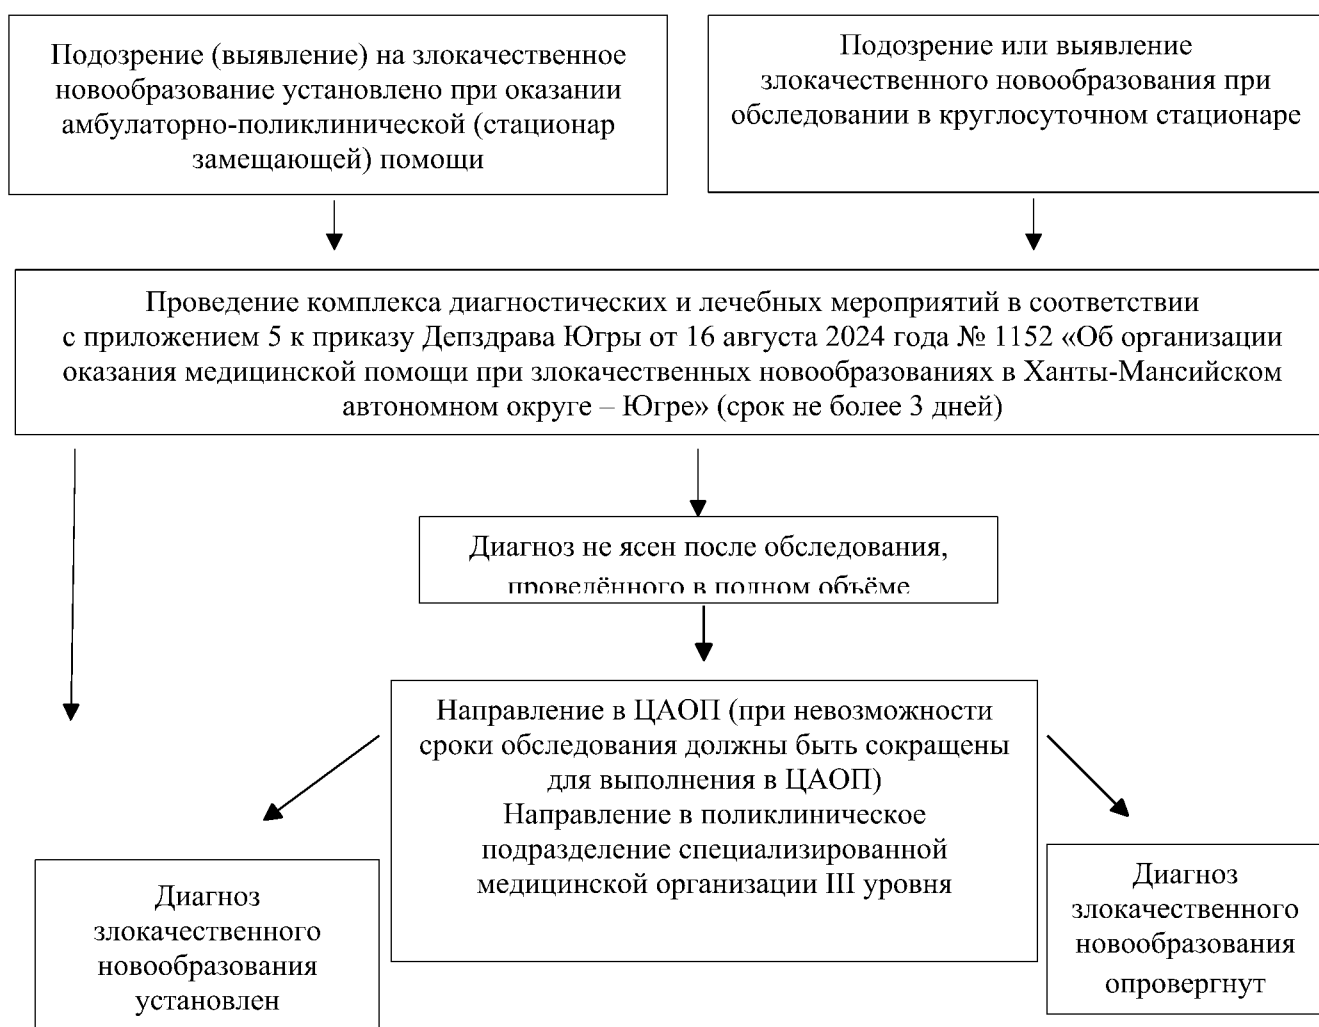 Подозрение (выявление) на злокачественное
новообразование установлено при оказании
амбулаторно-поликлинической (стационар
замещающей) помощи
Подозрение или выявление
злокачественного новообразования при
обследовании в круглосуточном стационаре
Проведение комплекса диагностических и лечебных мероприятий в соответствии
с приложением 5 к приказу Депздрава Югры от 16 августа 2024 года № 1152 «Об организации
оказания медицинской помощи при злокачественных новообразованиях в Ханты-Мансийском
автономном округе – Югре» (срок не более 3 дней)
Диагноз не ясен после обследования,
проведённого в полном объёме
Направление в ЦАОП (при невозможности
сроки обследования должны быть сокращены
для выполнения в ЦАОП)
Направление в поликлиническое
подразделение специализированной
медицинской организации III уровня
Диагноз
злокачественного
новообразования
установлен
Диагноз
злокачественного
новообразования
опровергнут